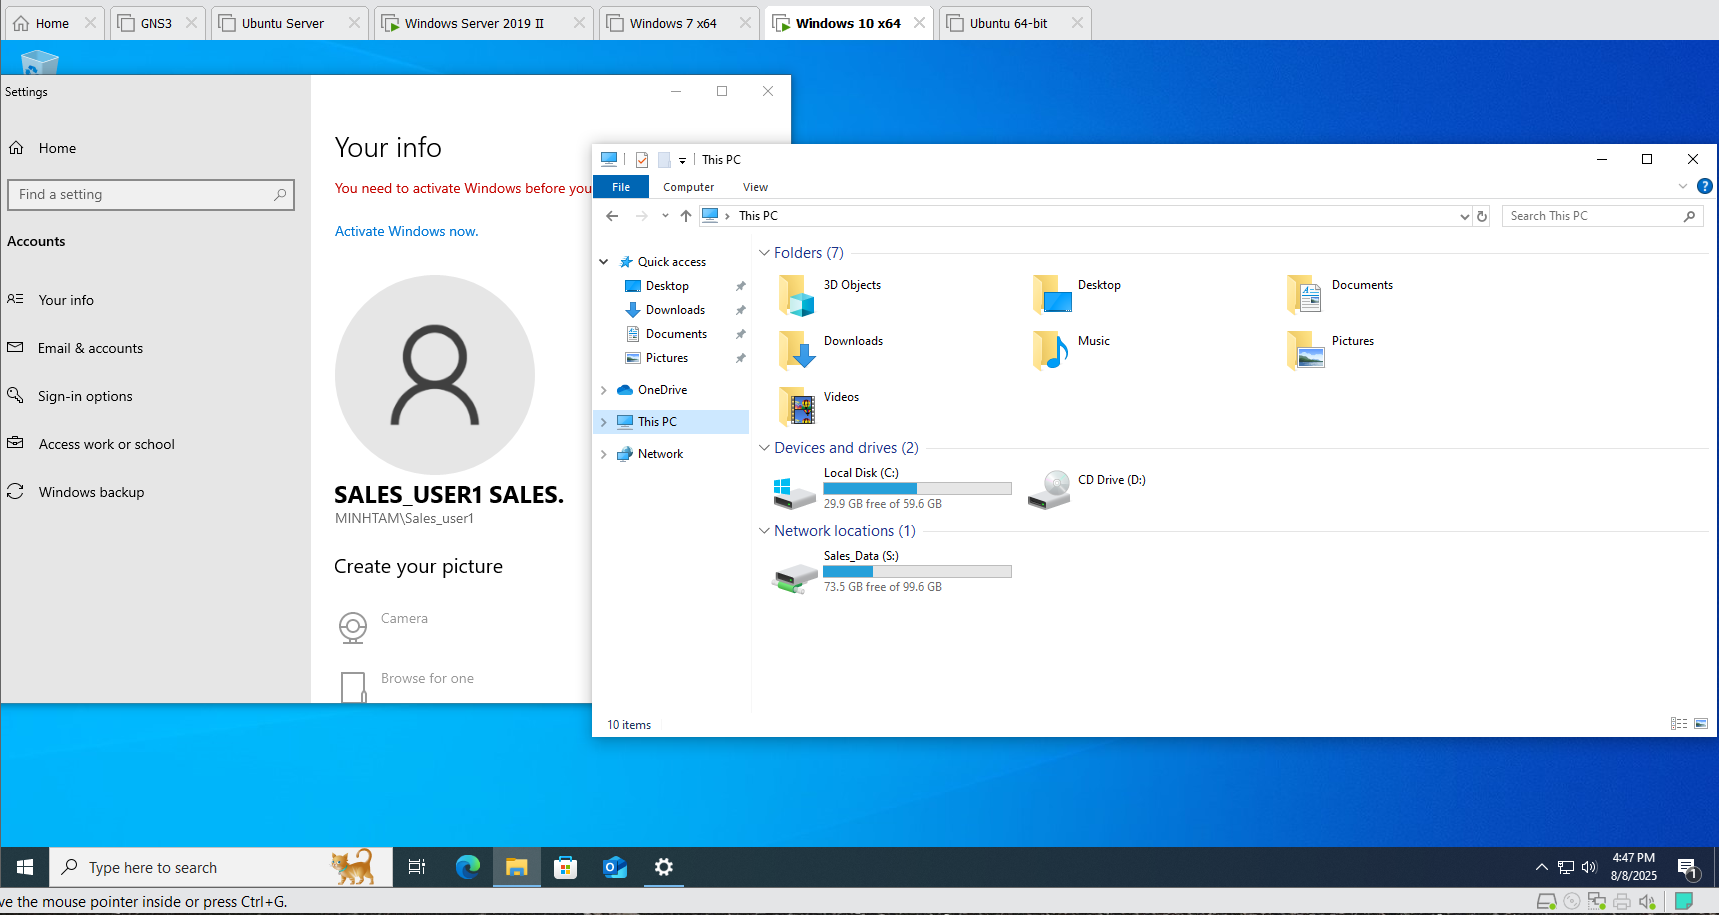 Home
GNS3
Ubuntu Server
Windows Server 2019 II
Windows 7 x64
Windows 10 x64
Ubuntu 64-bit
Settings
Home
Find a setting
Accounts
Your info
Email & accounts
Sign-in options
Access work or school
Windows backup
Your info
You need to activate Windows before you
Activate Windows now.
SALES_USER1 SALES.
MINHTAM\Sales_user1
Create your picture
Camera
Browse for one
This PC
File
Computer
View
This PC
Search This PC
Quick access
Desktop
Downloads
Documents
Pictures
OneDrive
This PC
Network
Folders (7)
3D Objects
Desktop
Documents
Downloads
Music
Pictures
Videos
Devices and drives (2)
Local Disk (C:)
29.9 GB free of 59.6 GB
CD Drive (D:)
Network locations (1)
Sales_Data (S:)
73.5 GB free of 99.6 GB
10 items
Type here to search
4:47 PM
8/8/2025
1
ve the mouse pointer inside or press Ctrl+G.